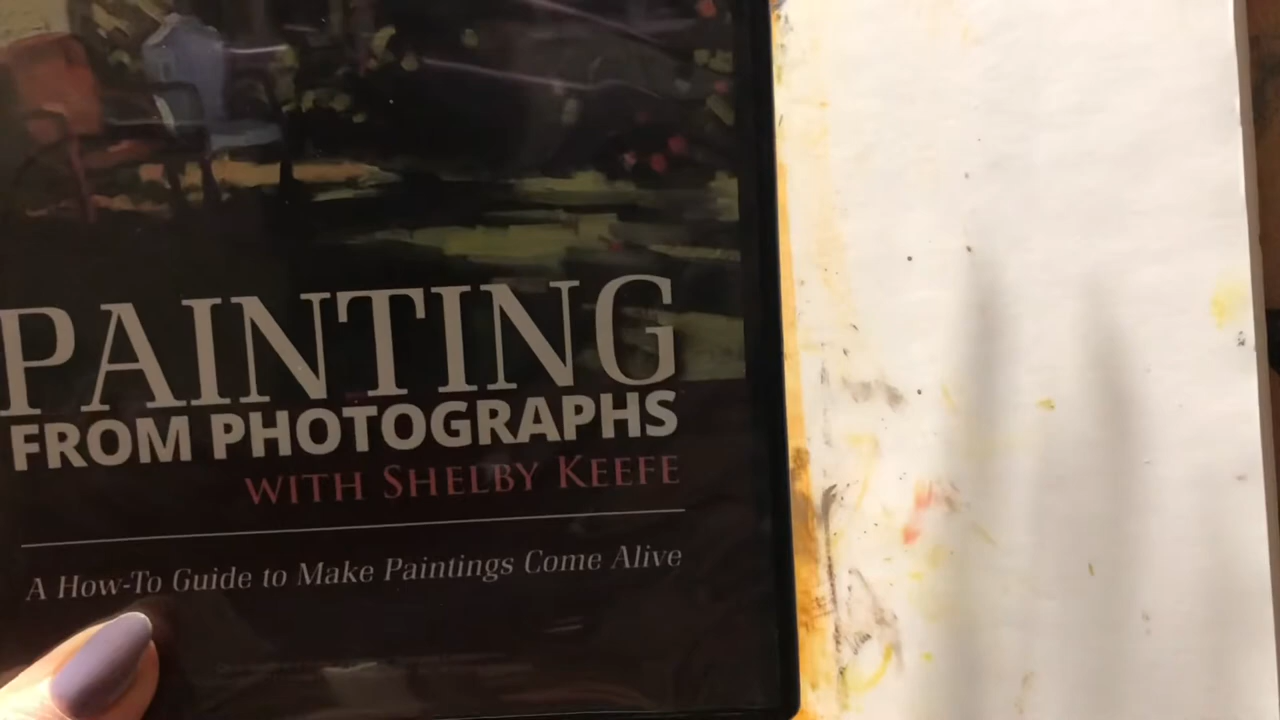 PAINTING
FROM PHOTOGRAPHS
WITH SHELBY KEEFE
A How-To Guide to Make Paintings Come Alive